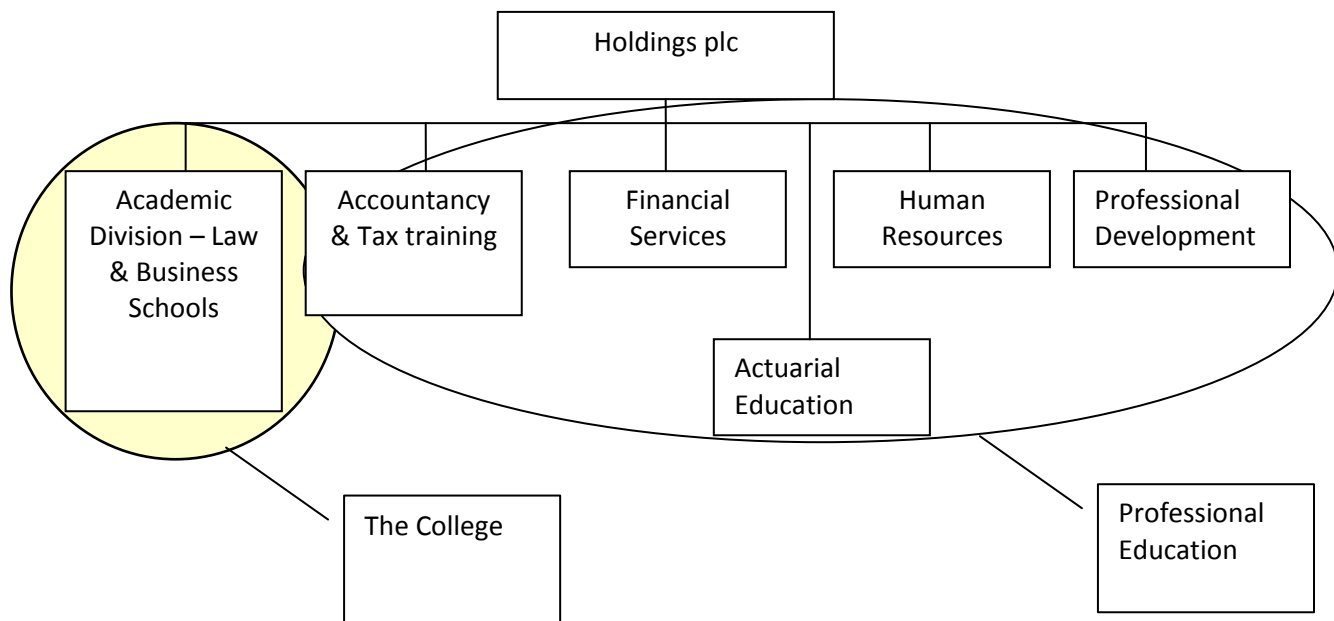 Holdings plc
Academic
Division – Law
& Business
Schools
Accountancy
& Tax training
Financial
Services
Human
Resources
Professional
Development
Actuarial
Education
The College
Professional
Education